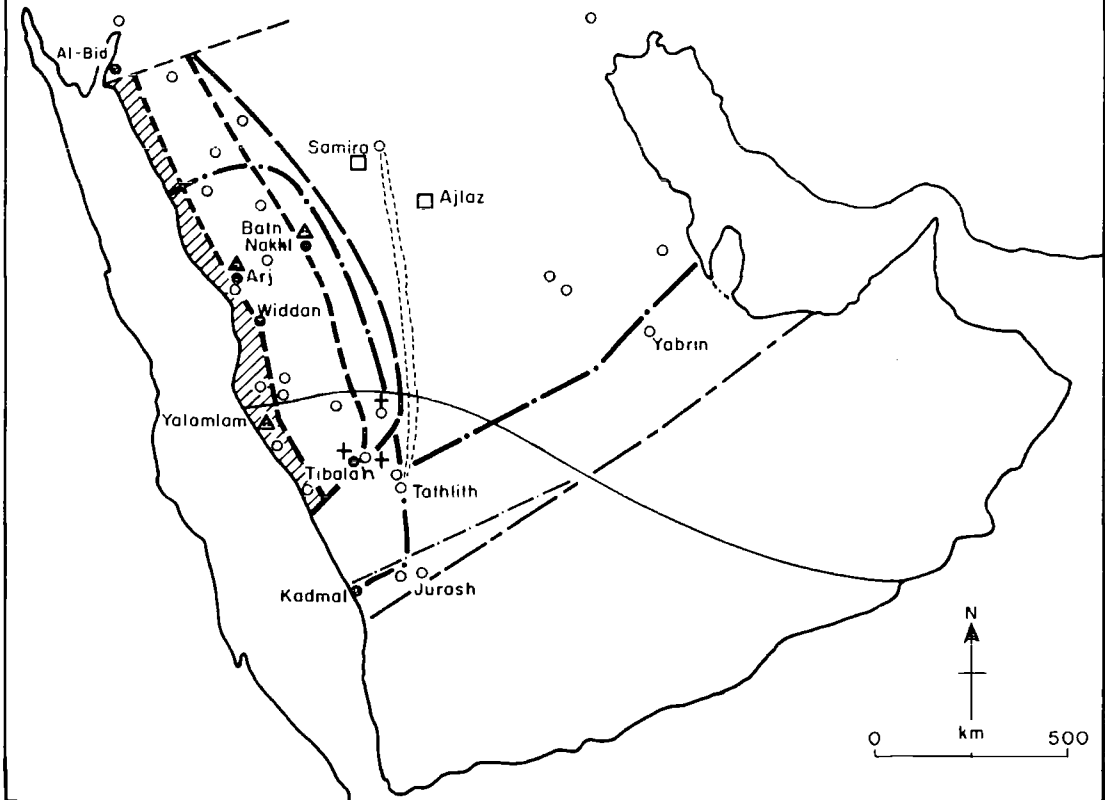 Al-Bid
Samira
Ajlaz
Batn
Nakhl
Arj
Widdan
Yabrin
Yalamlam
Tibalah
Tathlith
Kadmal
Jurash
N
km
0 500